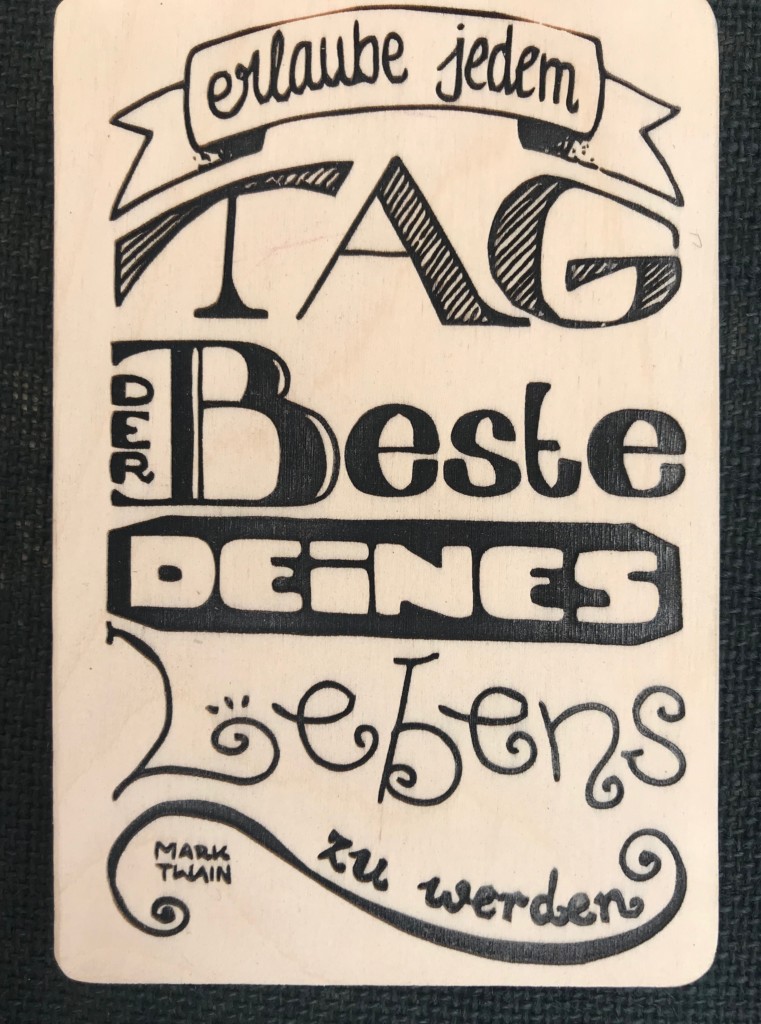 erlaube jedem
TAG
DER Beste
DEiNES
Lebens
zu werden
MARK
TWAIN